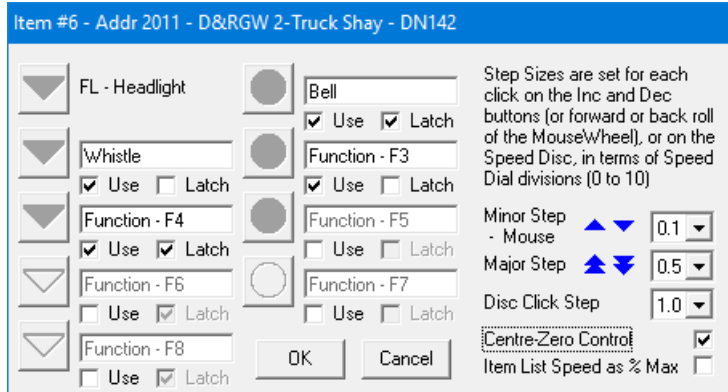 Item #6 - Addr 2011 - D&RGW 2-Truck Shay - DN142
FL - Headlight
Whistle
Use Latch
Function - F4
Use Latch
Function - F6
Use Latch
Function - F8
Use Latch
Bell
Use Latch
Function - F3
Use Latch
Function - F5
Use Latch
Function - F7
Use Latch
OK Cancel
Step Sizes are set for each
click on the Inc and Dec
buttons (or forward or back roll
of the MouseWheel), or on the
Speed Disc, in terms of Speed
Dial divisions (0 to 10)
Minor Step
- Mouse 0.1
Major Step 0.5
Disc Click Step 1.0
Centre-Zero Control
Item List Speed as % Max